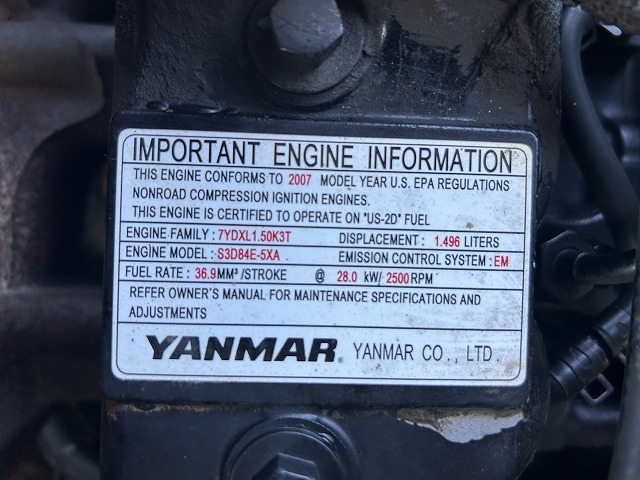 IMPORTANT ENGINE INFORMATION
THIS ENGINE CONFORMS TO 2007 MODEL YEAR U.S. EPA REGULATIONS
NONROAD COMPRESSION IGNITION ENGINES.
THIS ENGINE IS CERTIFIED TO OPERATE ON "US-2D" FUEL
ENGINE FAMILY : 7YDXL1.50K3T DISPLACEMENT : 1.496 LITERS
ENGINE MODEL : S3D84E-5XA EMISSION CONTROL SYSTEM : EM
FUEL RATE : 36.9 MM³ /STROKE @ 28.0 kW/ 2500 RPM
REFER OWNER'S MANUAL FOR MAINTENANCE SPECIFICATIONS AND
ADJUSTMENTS
YANMAR® YANMAR CO., LTD.